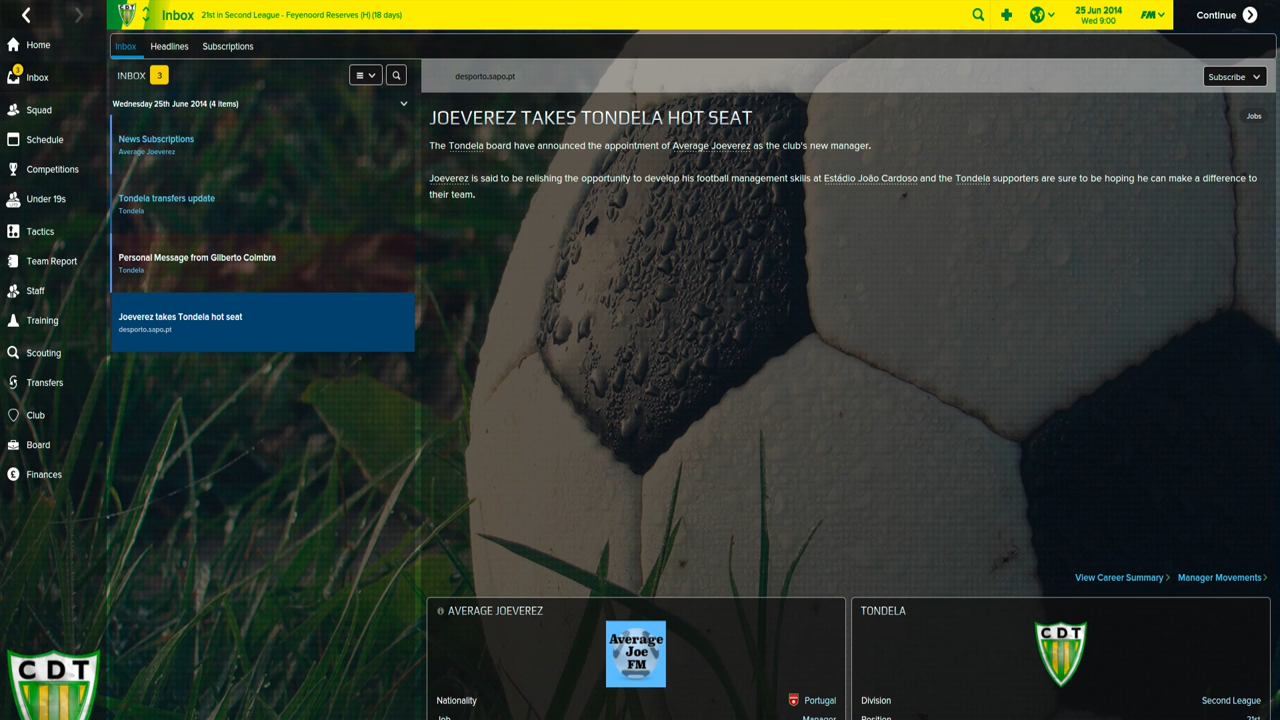 Inbox
21st in Second League - Feyenoord Reserves (H) (18 days)
25 Jun 2014
Wed 9:00
FM
Continue
Home
3
Inbox
Squad
Schedule
Competitions
Under 19s
Tactics
Team Report
Staff
Training
Scouting
Transfers
Club
Board
Finances
CDT
Inbox Headlines Subscriptions
INBOX 3
Wednesday 25th June 2014 (4 items)
News Subscriptions
Average Joeverez
Tondela transfers update
Tondela
Personal Message from Gilberto Coimbra
Tondela
Joeverez takes Tondela hot seat
desporto.sapo.pt
desporto.sapo.pt
Subscribe
JOEVEREZ TAKES TONDELA HOT SEAT
Jobs
The Tondela board have announced the appointment of Average Joeverez as the club's new manager.
Joeverez is said to be relishing the opportunity to develop his football management skills at Estádio João Cardoso and the Tondela supporters are sure to be hoping he can make a difference to
their team.
View Career Summary > Manager Movements >
AVERAGE JOEVEREZ
Average
Joe
FM
Nationality Portugal
Job Manager
TONDELA
CDT
Division Second League
Position 21st